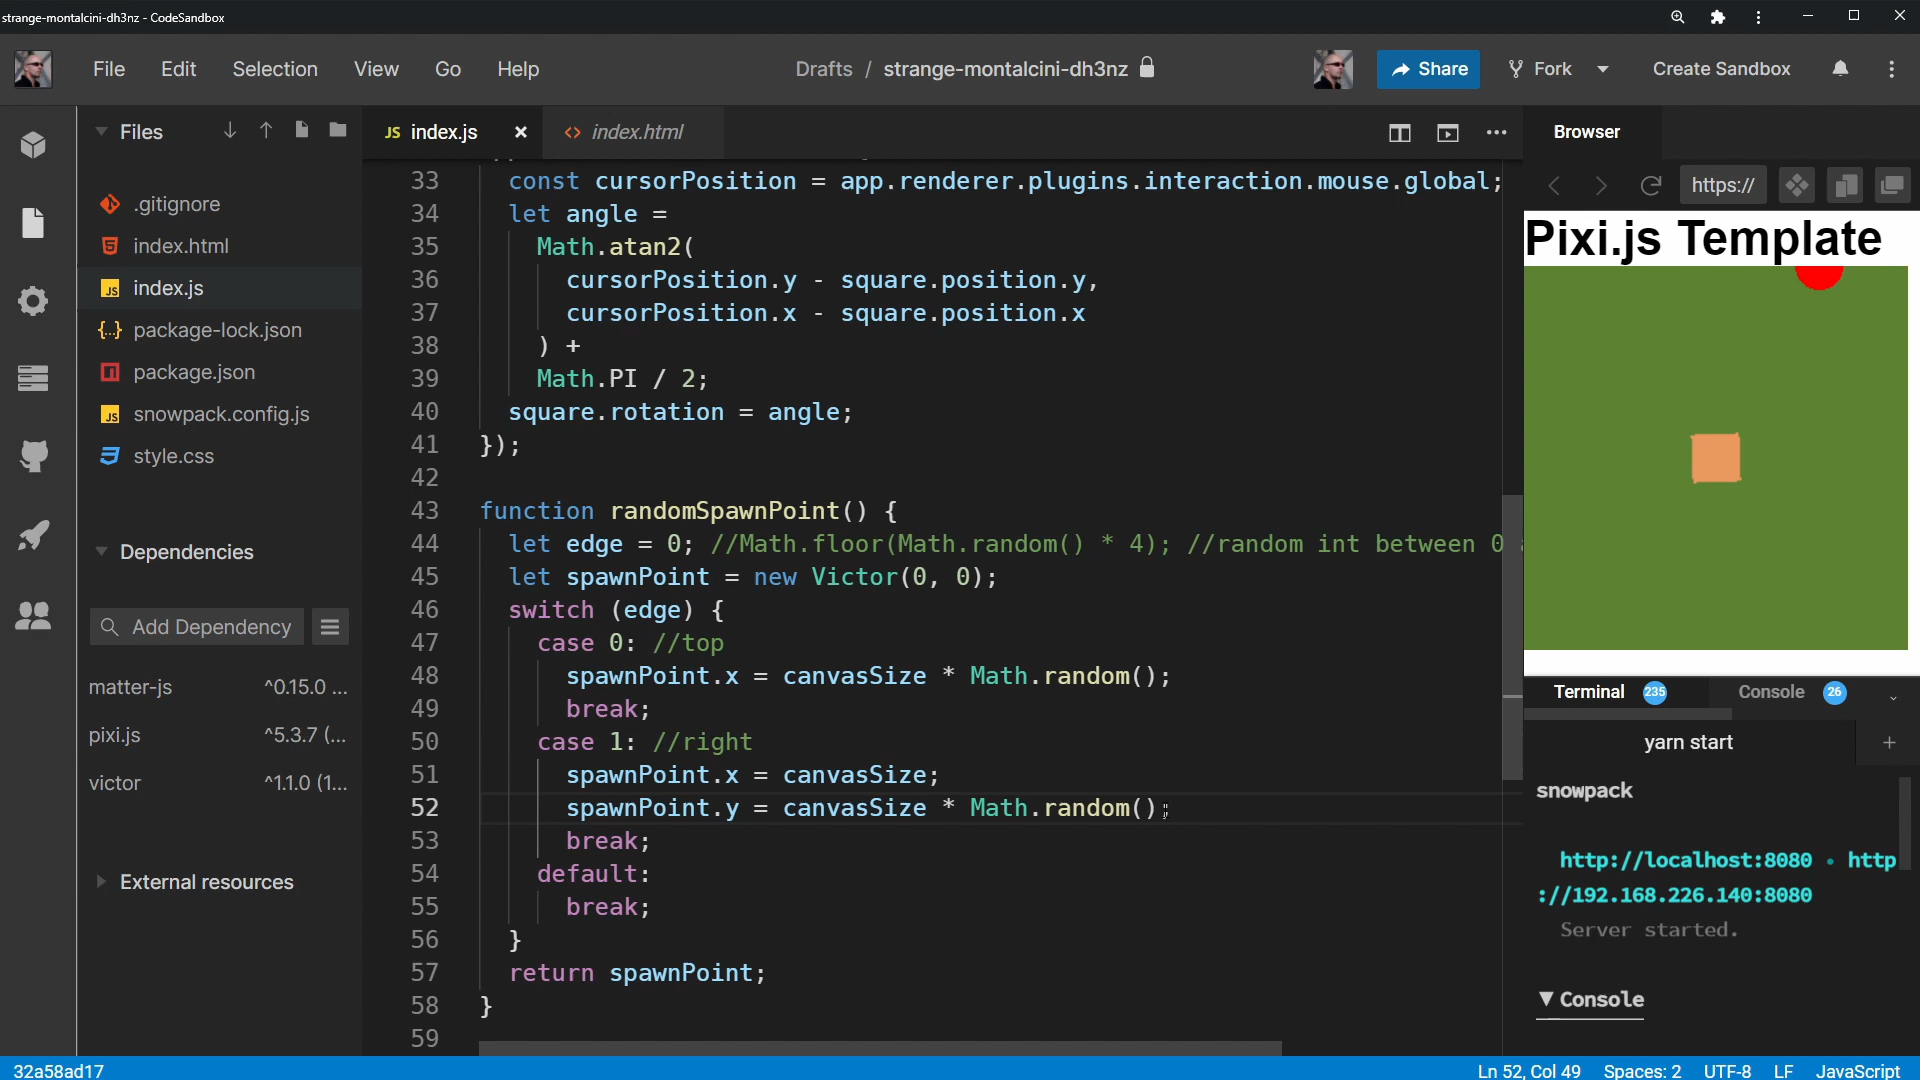 strange-montalcini-dh3nz - CodeSandbox
File Edit Selection View Go Help
Drafts / strange-montalcini-dh3nz
Share Fork Create Sandbox
Files
.gitignore
index.html
index.js
package-lock.json
package.json
snowpack.config.js
style.css
Dependencies
Add Dependency
matter-js ^0.15.0 ...
pixi.js ^5.3.7 (...
victor ^1.1.0 (1...
External resources
JS index.js × <> index.html
33 const cursorPosition = app.renderer.plugins.interaction.mouse.global;
34 let angle =
35 Math.atan2(
36 cursorPosition.y - square.position.y,
37 cursorPosition.x - square.position.x
38 ) +
39 Math.PI / 2;
40 square.rotation = angle;
41 });
42
43 function randomSpawnPoint() {
44 let edge = 0; //Math.floor(Math.random() * 4); //random int between 0
45 let spawnPoint = new Victor(0, 0);
46 switch (edge) {
47 case 0: //top
48 spawnPoint.x = canvasSize * Math.random();
49 break;
50 case 1: //right
51 spawnPoint.x = canvasSize;
52 spawnPoint.y = canvasSize * Math.random();
53 break;
54 default:
55 break;
56 }
57 return spawnPoint;
58 }
59
Browser
https://
Pixi.js Template
Terminal 235 Console 26
yarn start
snowpack
http://localhost:8080 • http
://192.168.226.140:8080
Server started.
▼ Console
32a58ad17
Ln 52, Col 49 Spaces: 2 UTF-8 LF JavaScript